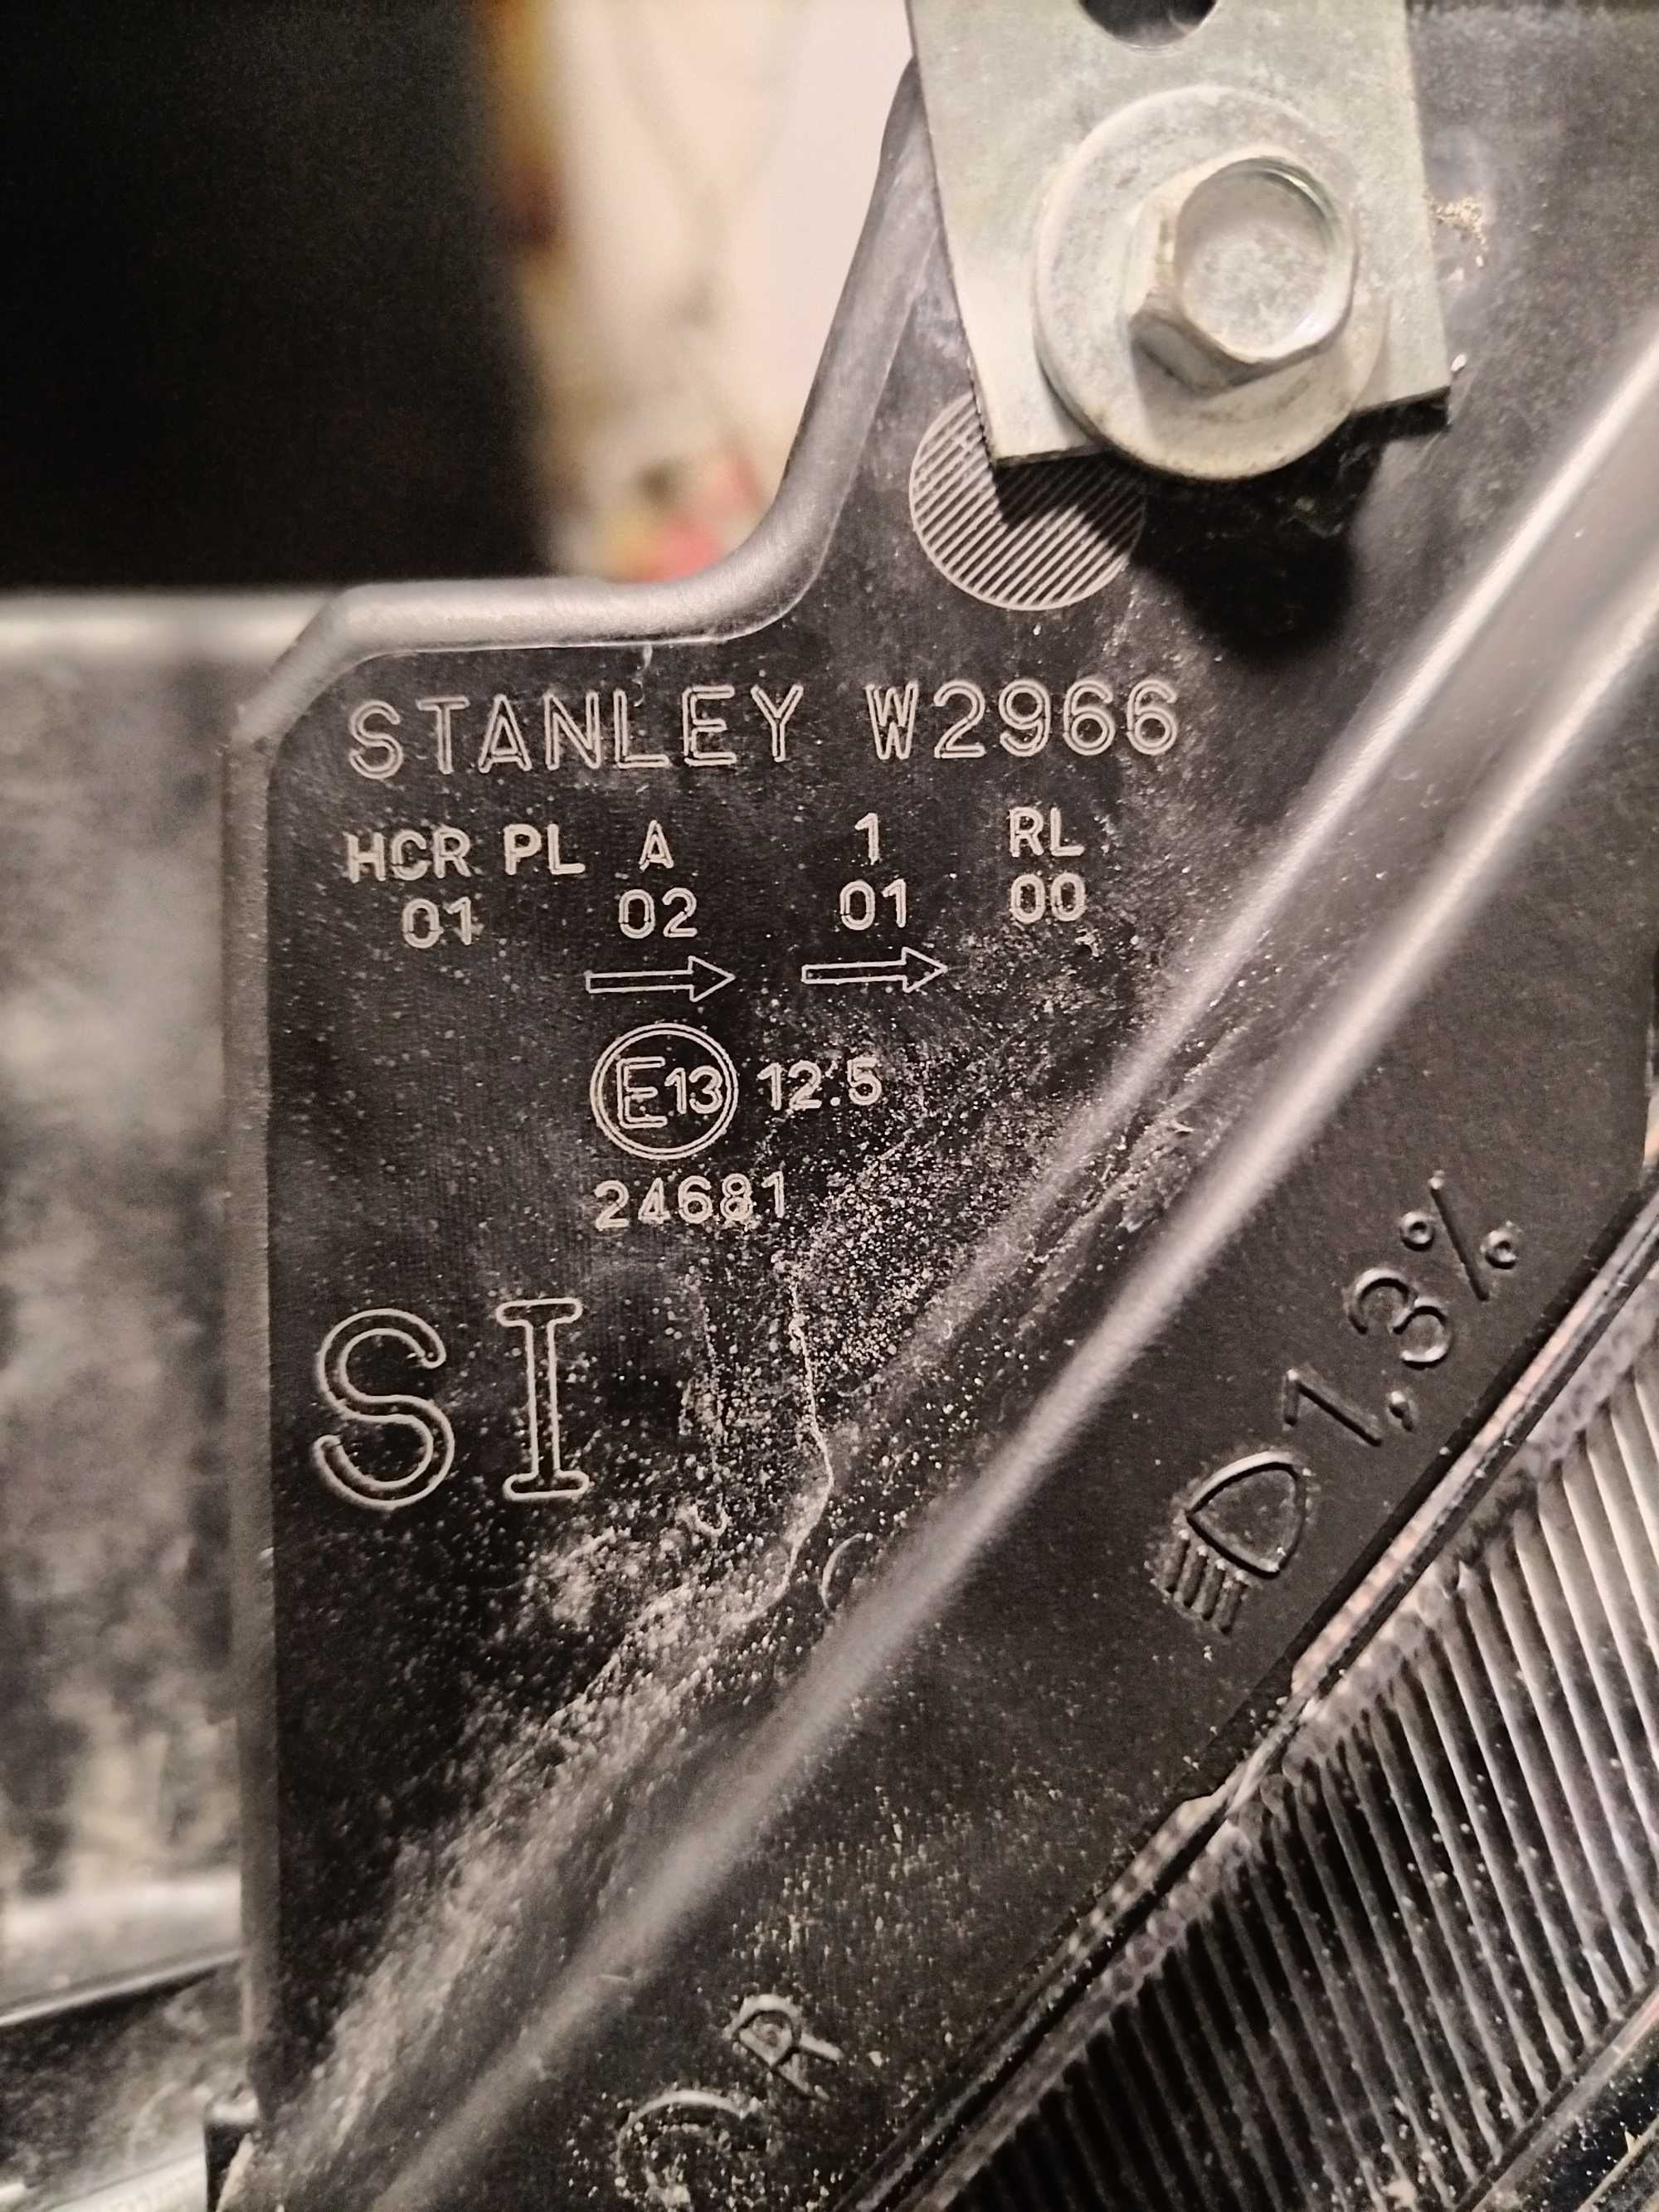 STANLEY W2966
HCR PL A 1 RL
01 02 01 00
E13 12.5
24681
SI
1,3%
R